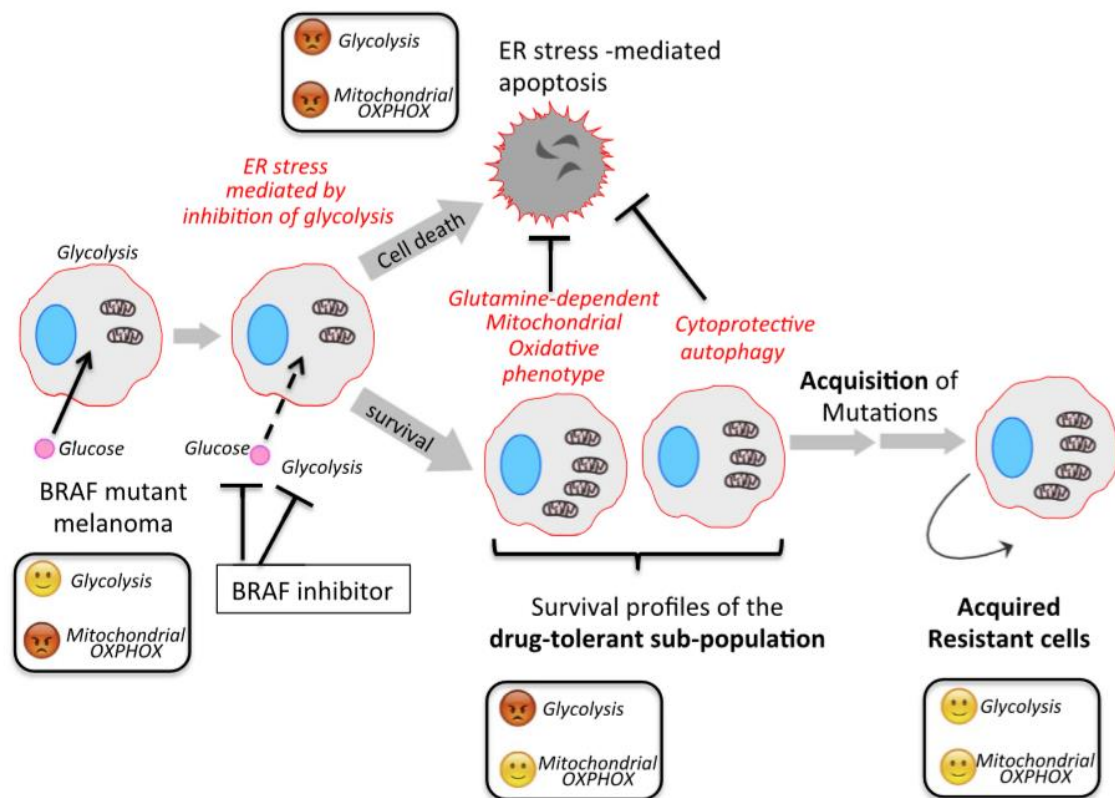 Glycolysis
Mitochondrial
OXPHOX
ER stress -mediated
apoptosis
ER stress
mediated by
inhibition of glycolysis
Cell death
Glycolysis
Glucose
BRAF mutant
melanoma
Glycolysis
Mitochondrial
OXPHOX
Glucose
Glycolysis
BRAF inhibitor
survival
Glutamine-dependent
Mitochondrial
Oxidative
phenotype
Cytoprotective
autophagy
Survival profiles of the
drug-tolerant sub-population
Glycolysis
Mitochondrial
OXPHOX
Acquisition of
Mutations
Acquired
Resistant cells
Glycolysis
Mitochondrial
OXPHOX